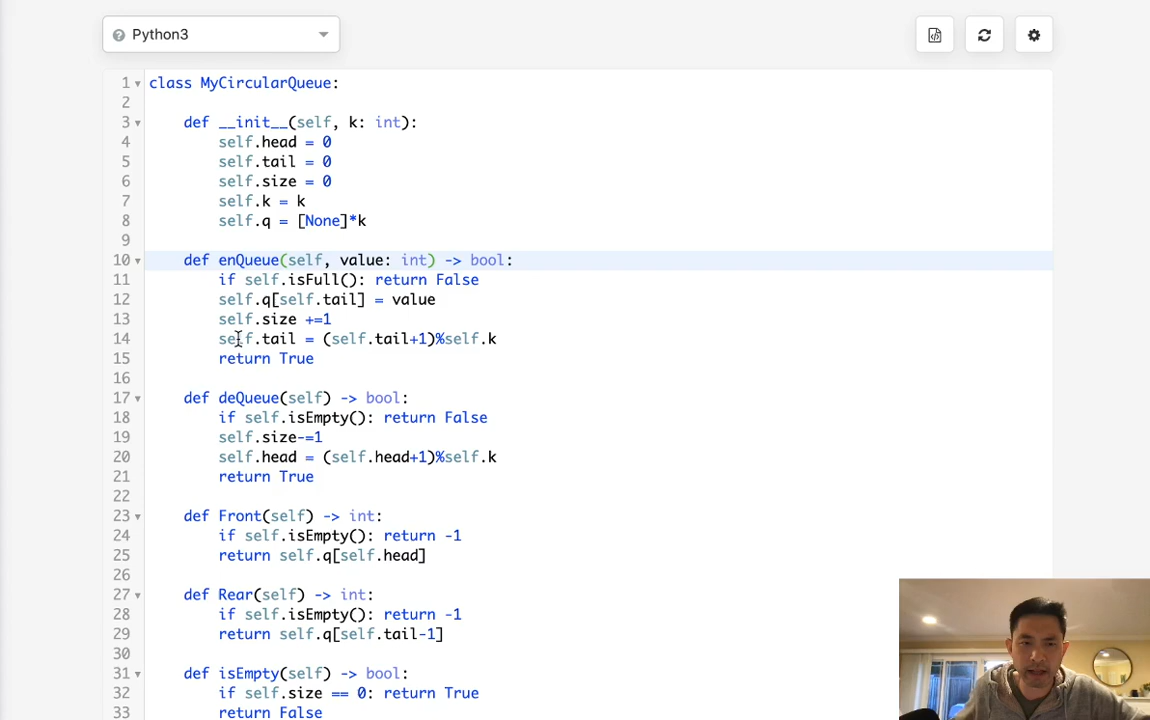 Python3
1 class MyCircularQueue:
2
3 def __init__(self, k: int):
4 self.head = 0
5 self.tail = 0
6 self.size = 0
7 self.k = k
8 self.q = [None]*k
9
10 def enQueue(self, value: int) -> bool:
11 if self.isFull(): return False
12 self.q[self.tail] = value
13 self.size +=1
14 self.tail = (self.tail+1)%self.k
15 return True
16
17 def deQueue(self) -> bool:
18 if self.isEmpty(): return False
19 self.size-=1
20 self.head = (self.head+1)%self.k
21 return True
22
23 def Front(self) -> int:
24 if self.isEmpty(): return -1
25 return self.q[self.head]
26
27 def Rear(self) -> int:
28 if self.isEmpty(): return -1
29 return self.q[self.tail-1]
30
31 def isEmpty(self) -> bool:
32 if self.size == 0: return True
33 return False